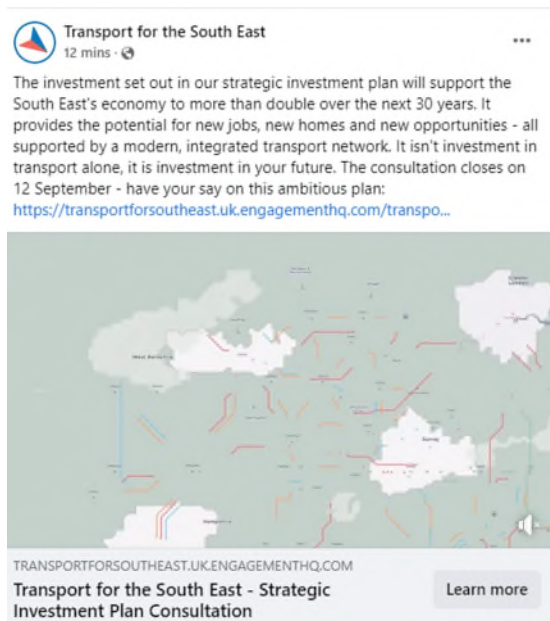 Transport for the South East
12 mins ·
The investment set out in our strategic investment plan will support the
South East's economy to more than double over the next 30 years. It
provides the potential for new jobs, new homes and new opportunities - all
supported by a modern, integrated transport network. It isn't investment in
transport alone, it is investment in your future. The consultation closes on
12 September - have your say on this ambitious plan:
https://transportforsoutheast.uk.engagementhq.com/transpo...
West Berkshire
Surrey
Hampshire
TRANSPORTFORSOUTHEAST.UK.ENGAGEMENTHQ.COM
Transport for the South East - Strategic
Investment Plan Consultation
Learn more